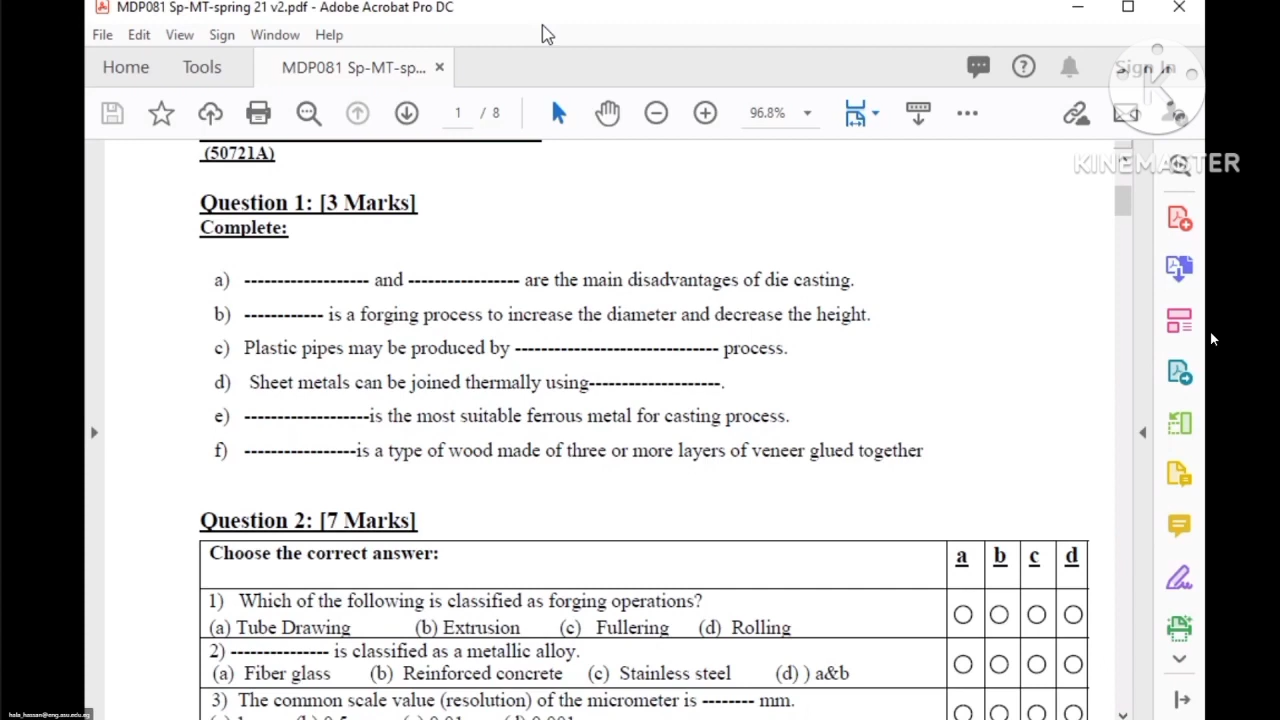 MDP081 Sp-MT-spring 21 v2.pdf - Adobe Acrobat Pro DC
File Edit View Sign Window Help
Home Tools MDP081 Sp-MT-sp... × Sign In
1 / 8 96.8%
K
KINEMASTER
(50721A)
Question 1: [3 Marks]
Complete:
a) ------------------- and ----------------- are the main disadvantages of die casting.
b) ------------ is a forging process to increase the diameter and decrease the height.
c) Plastic pipes may be produced by ------------------------------- process.
d) Sheet metals can be joined thermally using--------------------.
e) -------------------is the most suitable ferrous metal for casting process.
f) -----------------is a type of wood made of three or more layers of veneer glued together
Question 2: [7 Marks]
Choose the correct answer: a b c d
1) Which of the following is classified as forging operations?
(a) Tube Drawing (b) Extrusion (c) Fullering (d) Rolling
2) --------------- is classified as a metallic alloy.
(a) Fiber glass (b) Reinforced concrete (c) Stainless steel (d) ) a&b
3) The common scale value (resolution) of the micrometer is -------- mm.